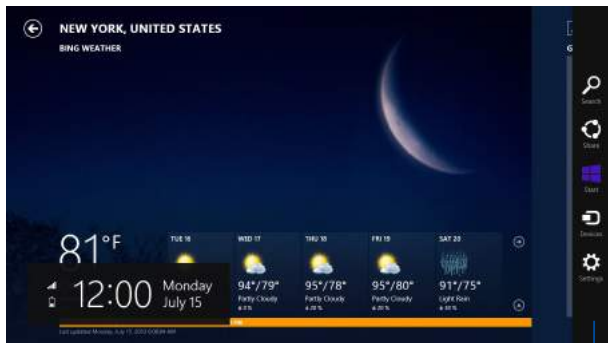 NEW YORK, UNITED STATES
BING WEATHER
81°F
TUE 16
WED 17
94°/79°
Partly Cloudy
THU 18
95°/78°
Partly Cloudy
20 %
FRI 19
95°/80°
Partly Cloudy
20 %
SAT 20
91°/75°
Light Rain
12:00
Monday
July 15
Search
Share
Start
Devices
Settings